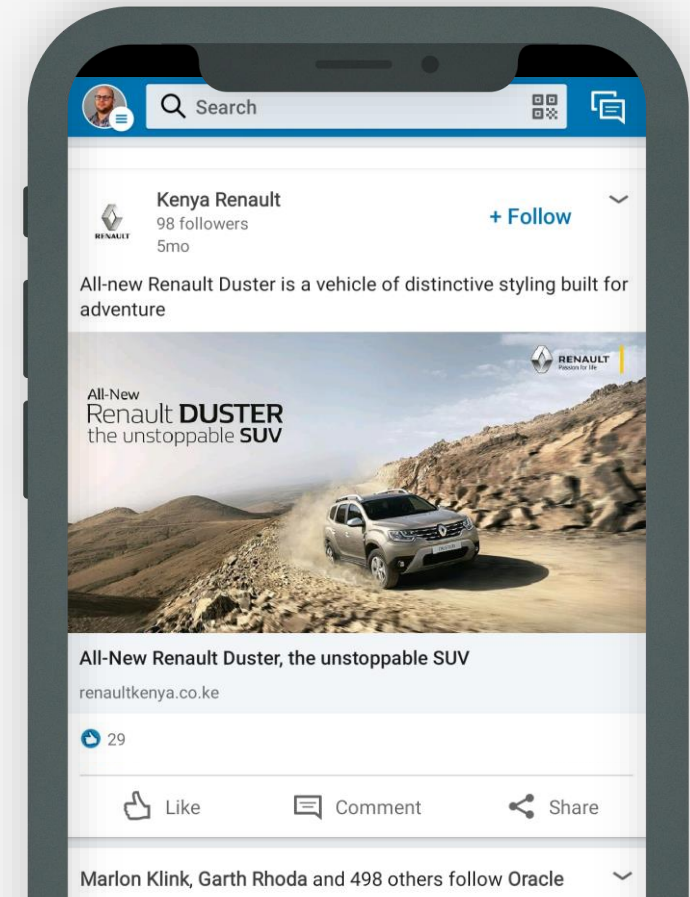 Search
Kenya Renault
98 followers
+ Follow
5mo
RENAULT
All-new Renault Duster is a vehicle of distinctive styling built for
adventure
RENAULT
Passion for life
All-New
Renault DUSTER
the unstoppable SUV
DUSTER
All-New Renault Duster, the unstoppable SUV
renaultkenya.co.ke
29
Like
Comment
Share
Marlon Klink, Garth Rhoda and 498 others follow Oracle